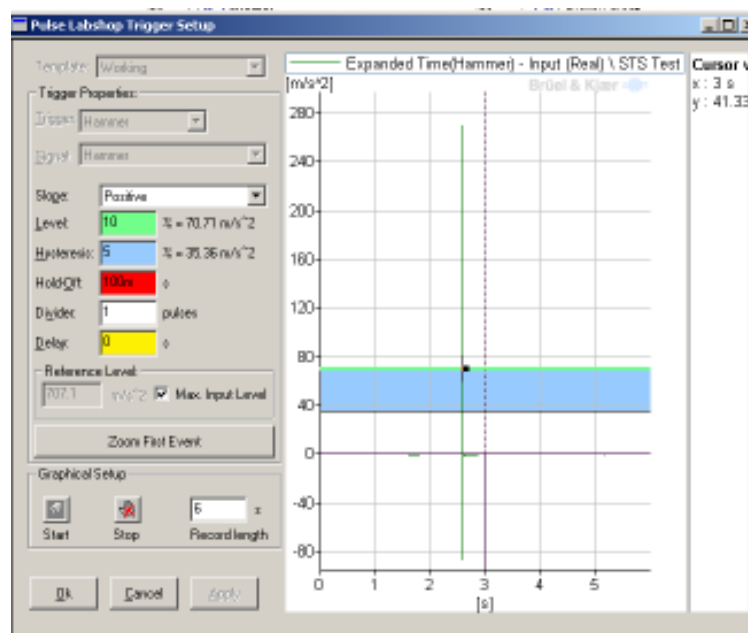 Pulse Labshop Trigger Setup
Template: Working
Trigger Properties:
Trigger: Hammer
Signal: Hammer
Slope: Positive
Level: 10 % = 70.71 m/s^2
Hysteresis: 5 % = 35.36 m/s^2
Hold-Off: 100m s
Divider: 1 pulses
Delay: 0 s
Reference Level:
707.1 m/s^2 Max. Input Level
Zoom First Event
Graphical Setup
Start Stop
6 s
Record length
Ok Cancel Apply
Expanded Time(Hammer) - Input (Real) \ STS Test
[m/s^2]
Brüel & Kjær
280
240
200
160
120
80
40
0
-40
-80
0 1 2 3 4 5
[s]
Cursor v
x : 3 s
y : 41.33